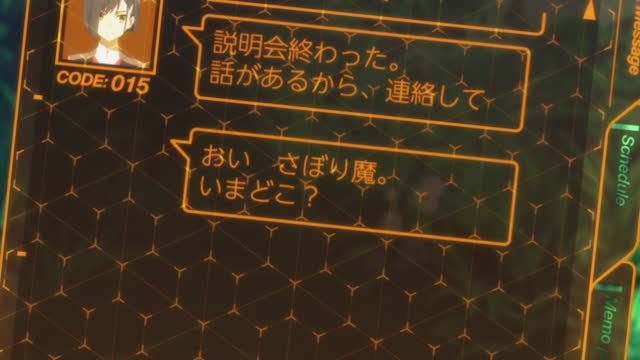 CODE:015
説明会終わった。
話があるから、連絡して
おい　さぼり魔。
いまどこ？
Schedule
Memo